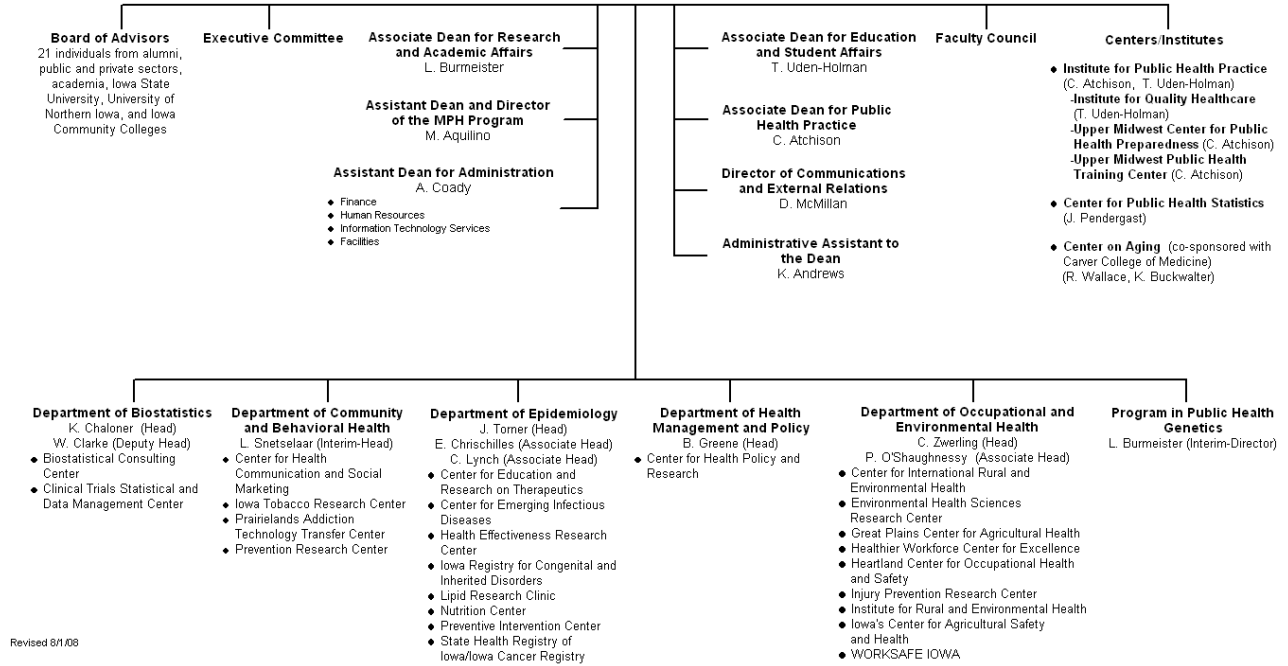 Board of Advisors
21 individuals from alumni,
public and private sectors,
academia, Iowa State
University, University of
Northern Iowa, and Iowa
Community Colleges
Executive Committee
Associate Dean for Research
and Academic Affairs
L. Burmeister
Assistant Dean and Director
of the MPH Program
M. Aquilino
Assistant Dean for Administration
A. Coady
◆ Finance
◆ Human Resources
◆ Information Technology Services
◆ Facilities
Associate Dean for Education
and Student Affairs
T. Uden-Holman
Associate Dean for Public
Health Practice
C. Atchison
Director of Communications
and External Relations
D. McMillan
Administrative Assistant to
the Dean
K. Andrews
Faculty Council
Centers/Institutes
◆ Institute for Public Health Practice
(C. Atchison, T. Uden-Holman)
-Institute for Quality Healthcare
(T. Uden-Holman)
-Upper Midwest Center for Public
Health Preparedness (C. Atchison)
-Upper Midwest Public Health
Training Center (C. Atchison)
◆ Center for Public Health Statistics
(J. Pendergast)
◆ Center on Aging (co-sponsored with
Carver College of Medicine)
(R. Wallace, K. Buckwalter)
Department of Biostatistics
K. Chaloner (Head)
W. Clarke (Deputy Head)
● Biostatistical Consulting
Center
● Clinical Trials Statistical and
Data Management Center
Department of Community
and Behavioral Health
L. Snetselaar (Interim-Head)
◆ Center for Health
Communication and Social
Marketing
◆ Iowa Tobacco Research Center
◆ Prairielands Addiction
Technology Transfer Center
◆ Prevention Research Center
Department of Epidemiology
J. Torner (Head)
E. Chrischilles (Associate Head)
C. Lynch (Associate Head)
◆ Center for Education and
Research on Therapeutics
◆ Center for Emerging Infectious
Diseases
◆ Health Effectiveness Research
Center
◆ Iowa Registry for Congenital and
Inherited Disorders
◆ Lipid Research Clinic
◆ Nutrition Center
◆ Preventive Intervention Center
◆ State Health Registry of
Iowa/Iowa Cancer Registry
Department of Health
Management and Policy
B. Greene (Head)
◆ Center for Health Policy and
Research
Department of Occupational and
Environmental Health
C. Zwerling (Head)
P. O'Shaughnessy (Associate Head)
● Center for International Rural and
Environmental Health
● Environmental Health Sciences
Research Center
● Great Plains Center for Agricultural Health
● Healthier Workforce Center for Excellence
● Heartland Center for Occupational Health
and Safety
● Injury Prevention Research Center
● Institute for Rural and Environmental Health
● Iowa's Center for Agricultural Safety
and Health
● WORKSAFE IOWA
Program in Public Health
Genetics
L. Burmeister (Interim-Director)
Revised 8/1/08